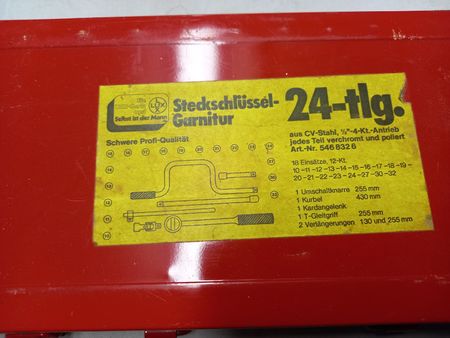 LUX
Selbst ist der Mann
Steckschlüssel-
Garnitur
24-tlg.
Schwere Profi-Qualität
aus CV-Stahl, ½"-4-Kt.-Antrieb
jedes Teil verchromt und poliert
Art.-Nr. 546 832 6
18 Einsätze, 12-Kt.
10–11–12–13–14–15–16–17–18–19–
20–21–22–23–24–27–30–32
1 Umschaltknarre 255 mm
1 Kurbel 430 mm
1 Kardangelenk
1 T-Gleitgriff 255 mm
2 Verlängerungen 130 und 255 mm